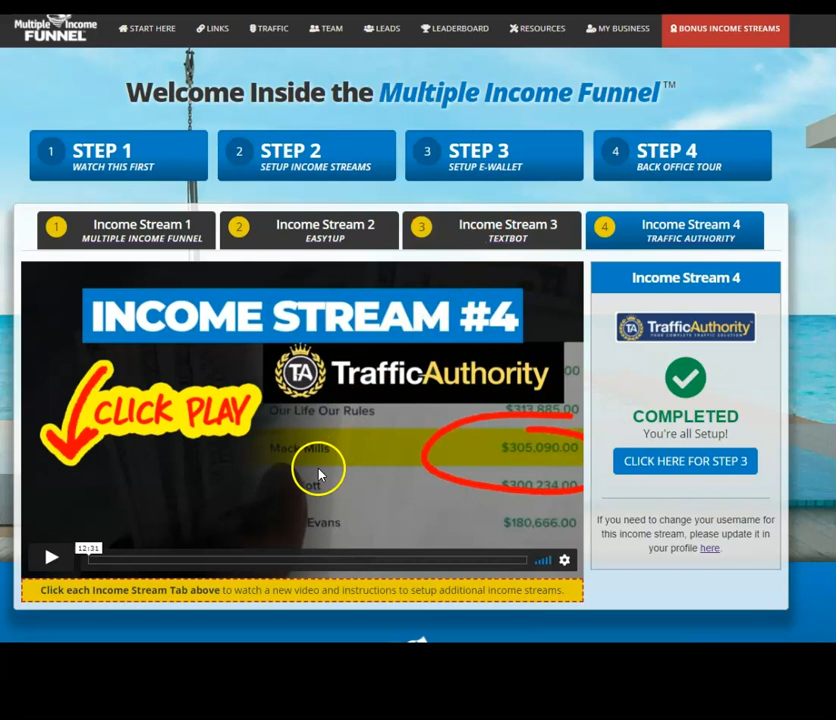 Multiple Income
FUNNEL
START HERE
LINKS
TRAFFIC
TEAM
LEADS
LEADERBOARD
RESOURCES
MY BUSINESS
BONUS INCOME STREAMS
Welcome Inside the Multiple Income Funnel™
1 STEP 1
WATCH THIS FIRST
2 STEP 2
SETUP INCOME STREAMS
3 STEP 3
SETUP E-WALLET
4 STEP 4
BACK OFFICE TOUR
1 Income Stream 1
MULTIPLE INCOME FUNNEL
2 Income Stream 2
EASY1UP
3 Income Stream 3
TEXTBOT
4 Income Stream 4
TRAFFIC AUTHORITY
INCOME STREAM #4
TA TrafficAuthority
Our Life Our Rules $313,885.00
CLICK PLAY
Mack Mills $305,090.00
$300,234.00
Evans $180,666.00
12:31
Click each Income Stream Tab above to watch a new video and instructions to setup additional income streams.
Income Stream 4
TA TrafficAuthority
YOUR COMPLETE TRAFFIC SOLUTION
COMPLETED
You're all Setup!
CLICK HERE FOR STEP 3
If you need to change your username for
this income stream, please update it in
your profile here.